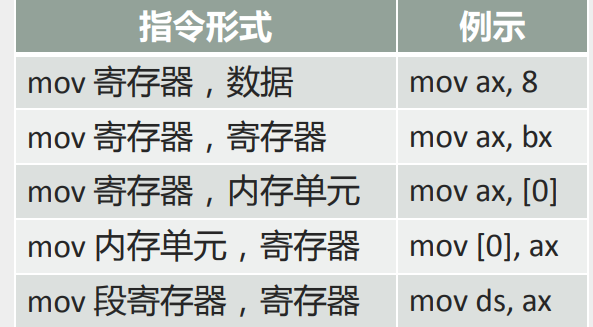 指令形式 例示
mov 寄存器，数据 mov ax, 8
mov 寄存器，寄存器 mov ax, bx
mov 寄存器，内存单元 mov ax, [0]
mov 内存单元，寄存器 mov [0], ax
mov 段寄存器，寄存器 mov ds, ax